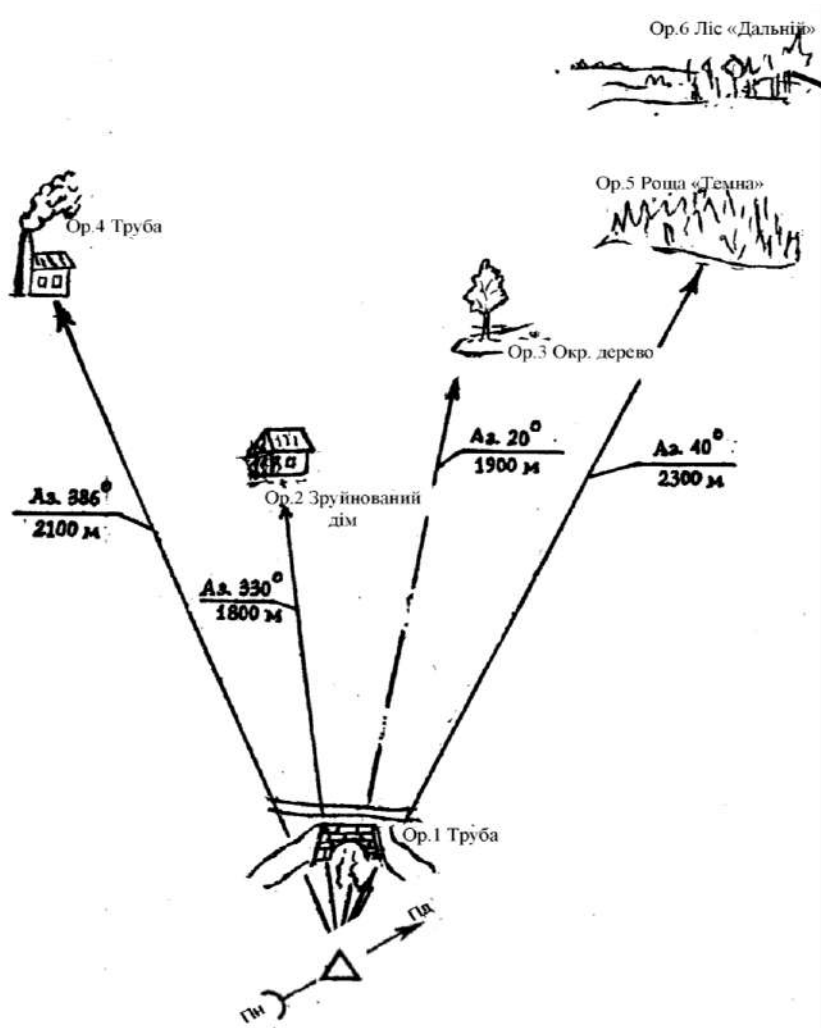 Ор.6 Ліс «Дальній»
Ор.5 Роща «Темна»
Ор.4 Труба
Ор.3 Окр. дерево
Аз. 20°
1900 м
Аз. 40°
2300 м
Ор.2 Зруйнований
дім
Аз. 386°
2100 м
Аз. 330°
1800 м
Ор.1 Труба
Пд
Пн